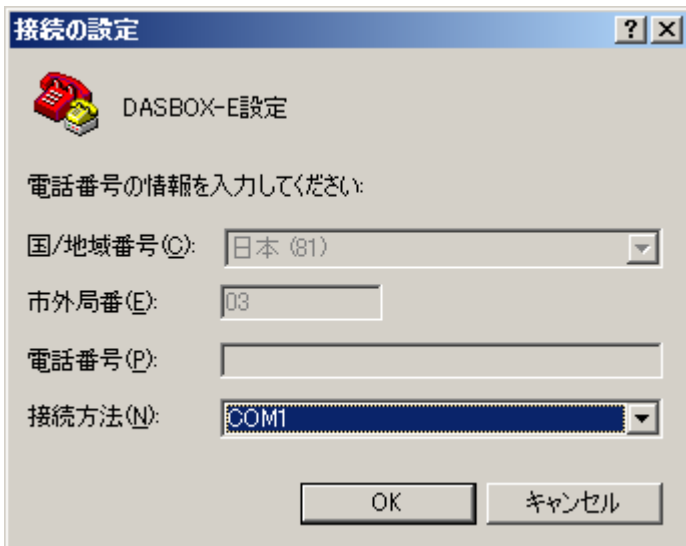 接続の設定
DASBOX-E設定
電話番号の情報を入力してください:
国/地域番号(C): 日本 (81)
市外局番(E): 03
電話番号(P):
接続方法(N): COM1
OK キャンセル